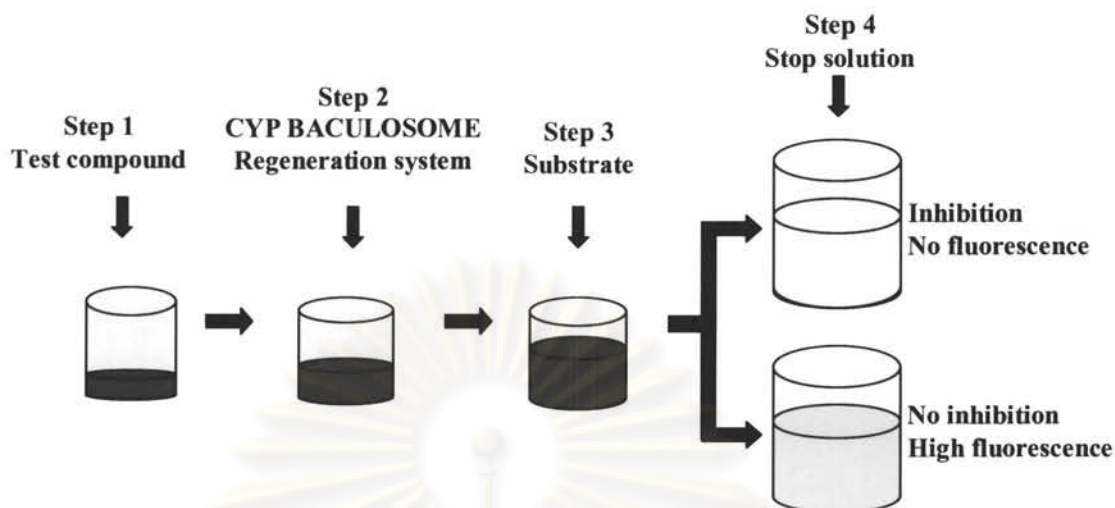 Step 1
Test compound
Step 2
CYP BACULOSOME
Regeneration system
Step 3
Substrate
Step 4
Stop solution
Inhibition
No fluorescence
No inhibition
High fluorescence